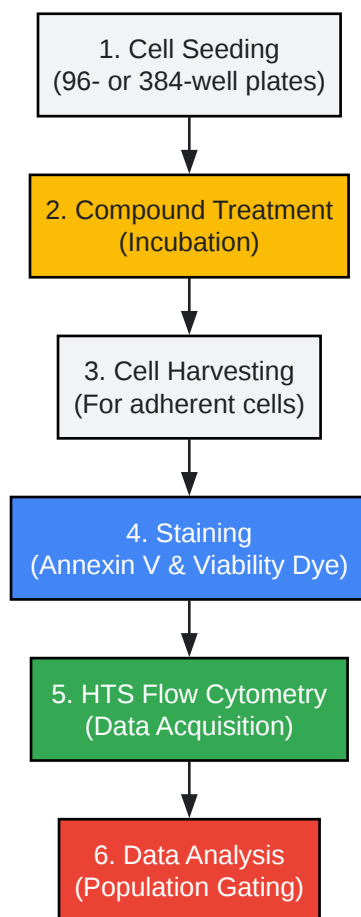 1. Cell Seeding
(96- or 384-well plates)
2. Compound Treatment
(Incubation)
3. Cell Harvesting
(For adherent cells)
4. Staining
(Annexin V & Viability Dye)
5. HTS Flow Cytometry
(Data Acquisition)
6. Data Analysis
(Population Gating)